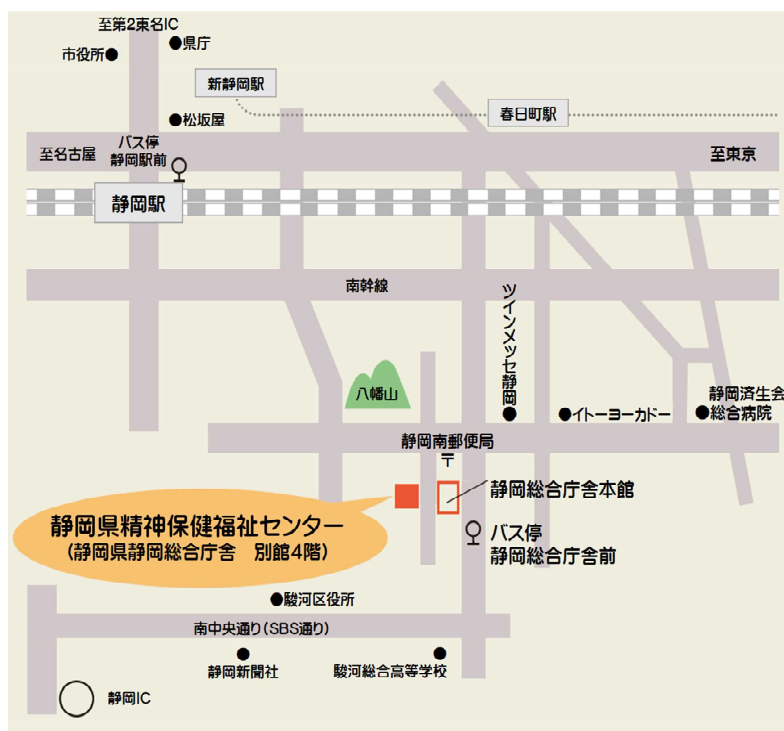 至第2東名IC
県庁
市役所
新静岡駅
春日町駅
松坂屋
バス停
静岡駅前
至名古屋
至東京
静岡駅
南幹線
ツインメッセ静岡
八幡山
イトーヨーカドー
静岡済生会
総合病院
静岡南郵便局
〒
静岡総合庁舎本館
静岡県精神保健福祉センター
(静岡県静岡総合庁舎 別館4階)
バス停
静岡総合庁舎前
駿河区役所
南中央通り(SBS通り)
静岡新聞社
駿河総合高等学校
静岡IC